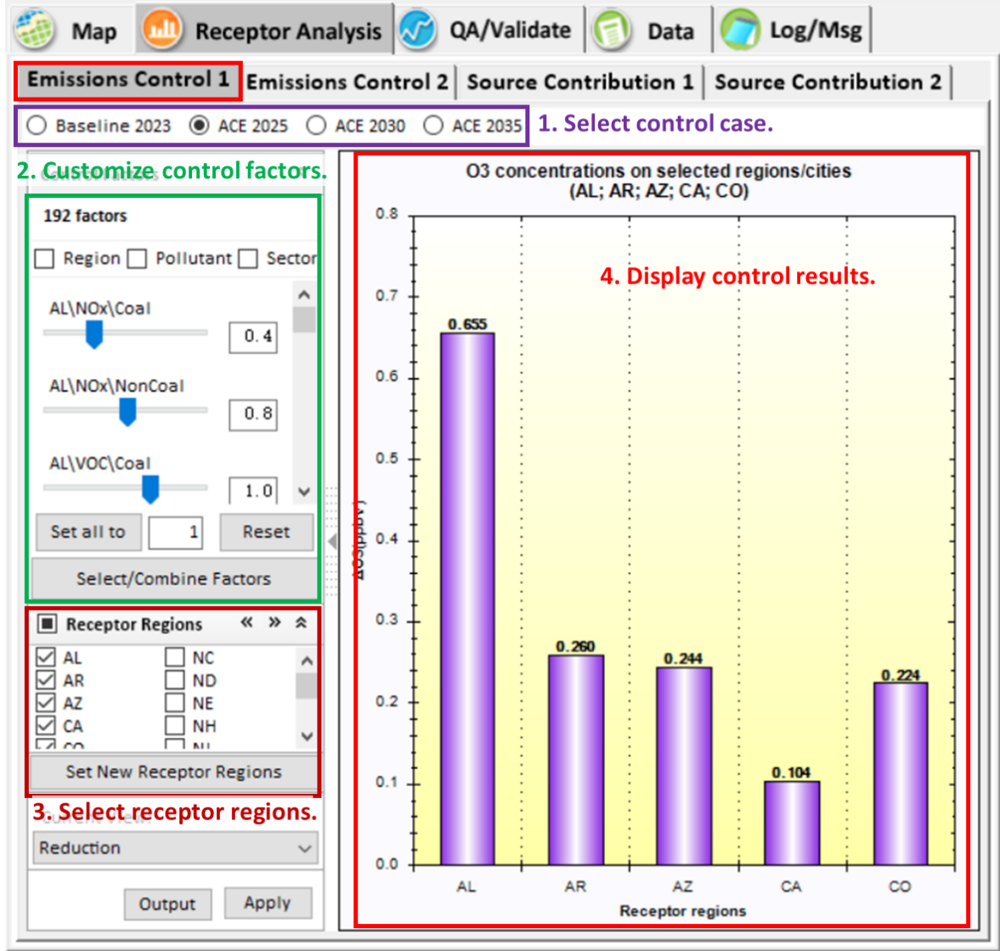 Map Receptor Analysis QA/Validate Data Log/Msg
Emissions Control 1 Emissions Control 2 Source Contribution 1 Source Contribution 2
Baseline 2023 ACE 2025 ACE 2030 ACE 2035 1. Select control case.
2. Customize control factors.
192 factors
Region Pollutant Sector
AL\NOx\Coal
0.4
AL\NOx\NonCoal
0.8
AL\VOC\Coal
1.0
Set all to 1 Reset
Select/Combine Factors
Receptor Regions
AL NC
AR ND
AZ NE
CA NH
CO NJ
Set New Receptor Regions
3. Select receptor regions.
Current View:
Reduction
Output Apply
O3 concentrations on selected regions/cities
(AL; AR; AZ; CA; CO)
4. Display control results.
ΔO3(ppbV)
0.8
0.7
0.6
0.5
0.4
0.3
0.2
0.1
0.0
0.655
0.260
0.244
0.104
0.224
AL AR AZ CA CO
Receptor regions